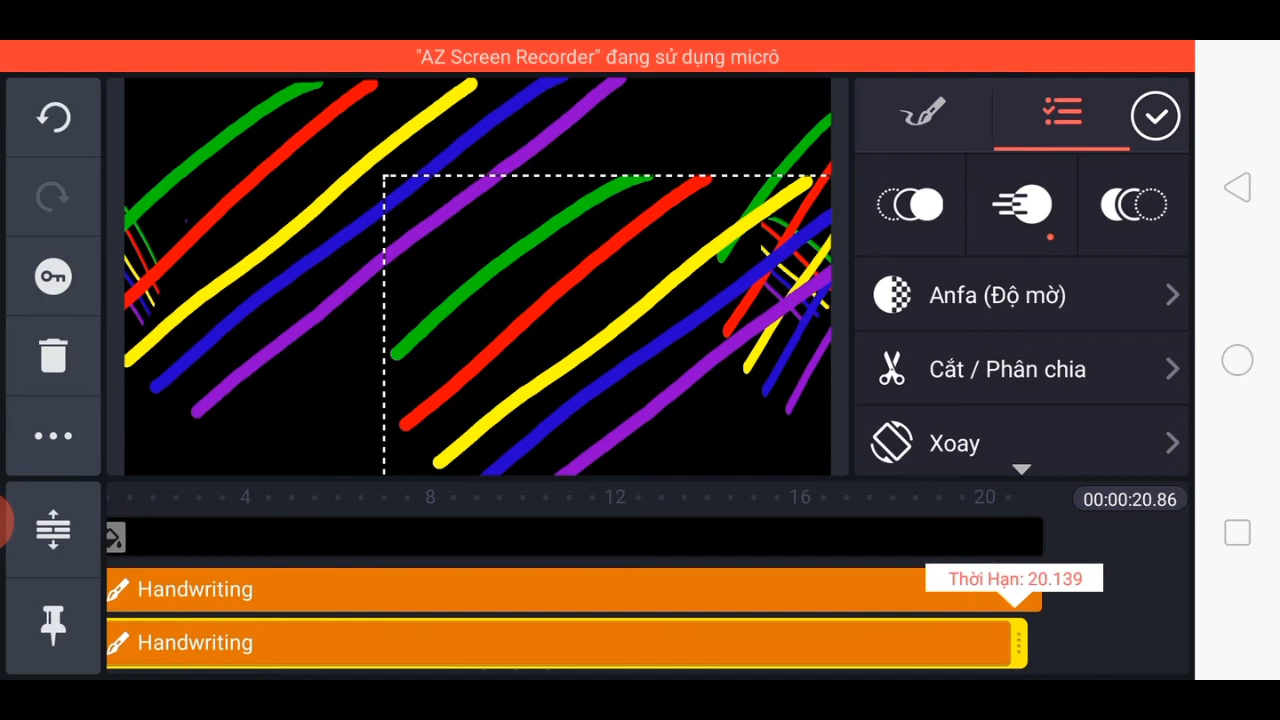 "AZ Screen Recorder" đang sử dụng micrô
Anfa (Độ mờ)
Cắt / Phân chia
Xoay
4 8 12 16 20
00:00:20.86
Thời Hạn: 20.139
Handwriting
Handwriting